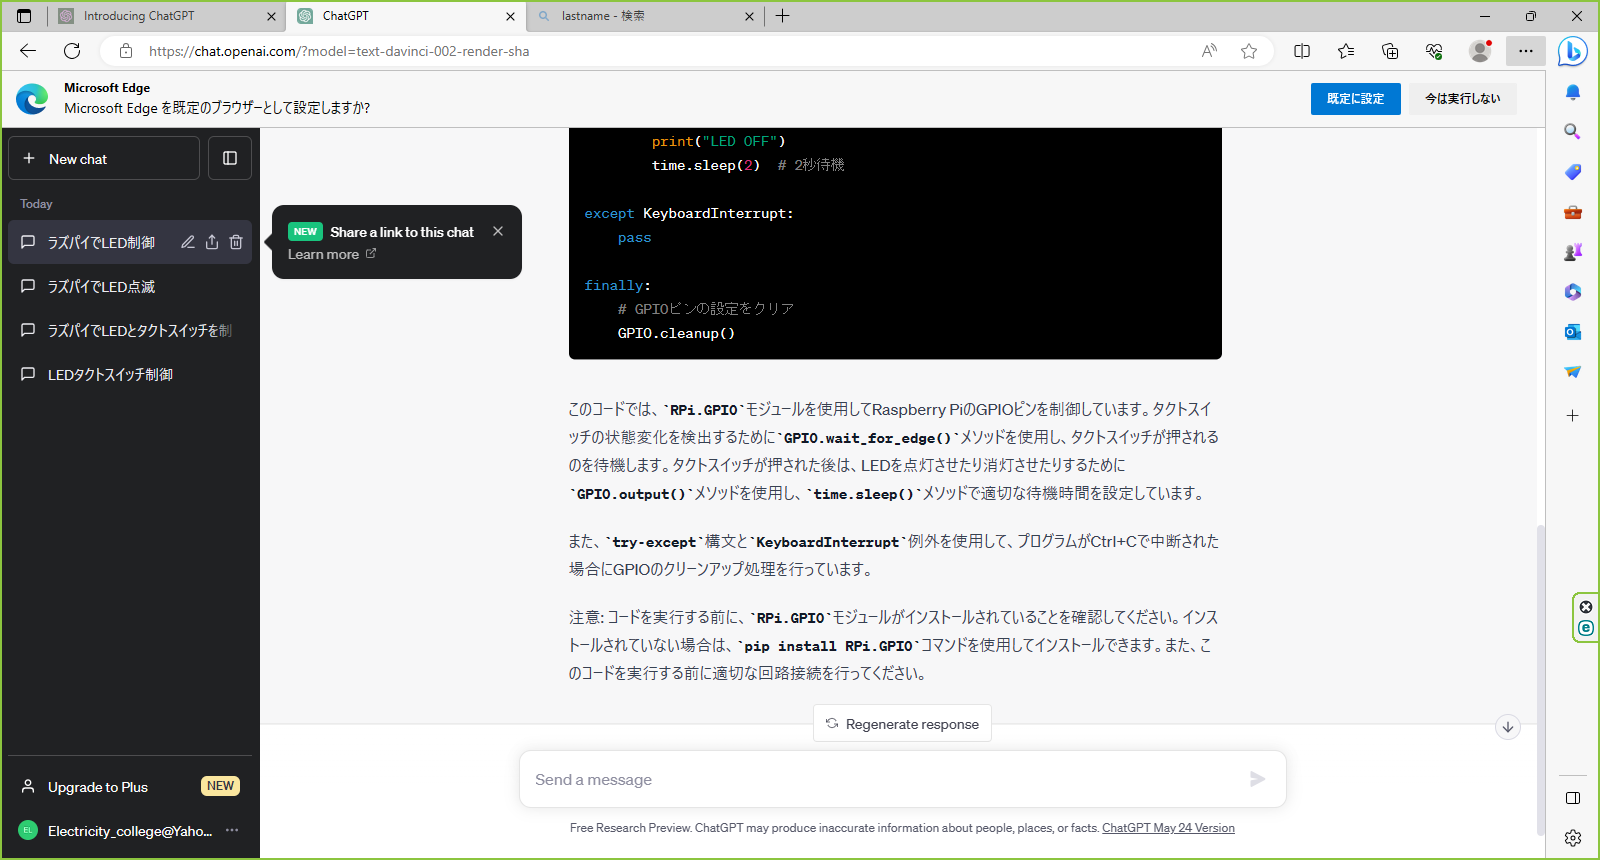 Introducing ChatGPT
ChatGPT
lastname - 検索
https://chat.openai.com/?model=text-davinci-002-render-sha
Microsoft Edge
Microsoft Edge を既定のブラウザーとして設定しますか?
既定に設定
今は実行しない
New chat
Today
ラズパイでLED制御
ラズパイでLED点滅
ラズパイでLEDとタクトスイッチを制
LEDタクトスイッチ制御
NEW Share a link to this chat
Learn more
print("LED OFF")
time.sleep(2)  # 2秒待機
except KeyboardInterrupt:
pass
finally:
# GPIOピンの設定をクリア
GPIO.cleanup()
このコードでは、`RPi.GPIO`モジュールを使用してRaspberry PiのGPIOピンを制御しています。タクトスイ
ッチの状態変化を検出するために`GPIO.wait_for_edge()`メソッドを使用し、タクトスイッチが押される
のを待機します。タクトスイッチが押された後は、LEDを点灯させたり消灯させたりするために
`GPIO.output()`メソッドを使用し、`time.sleep()`メソッドで適切な待機時間を設定しています。
また、`try-except`構文と`KeyboardInterrupt`例外を使用して、プログラムがCtrl+Cで中断された
場合にGPIOのクリーンアップ処理を行っています。
注意: コードを実行する前に、`RPi.GPIO`モジュールがインストールされていることを確認してください。インス
トールされていない場合は、`pip install RPi.GPIO`コマンドを使用してインストールできます。また、こ
のコードを実行する前に適切な回路接続を行ってください。
Regenerate response
Send a message
Free Research Preview. ChatGPT may produce inaccurate information about people, places, or facts. ChatGPT May 24 Version
Upgrade to Plus NEW
EL Electricity_college@Yaho...